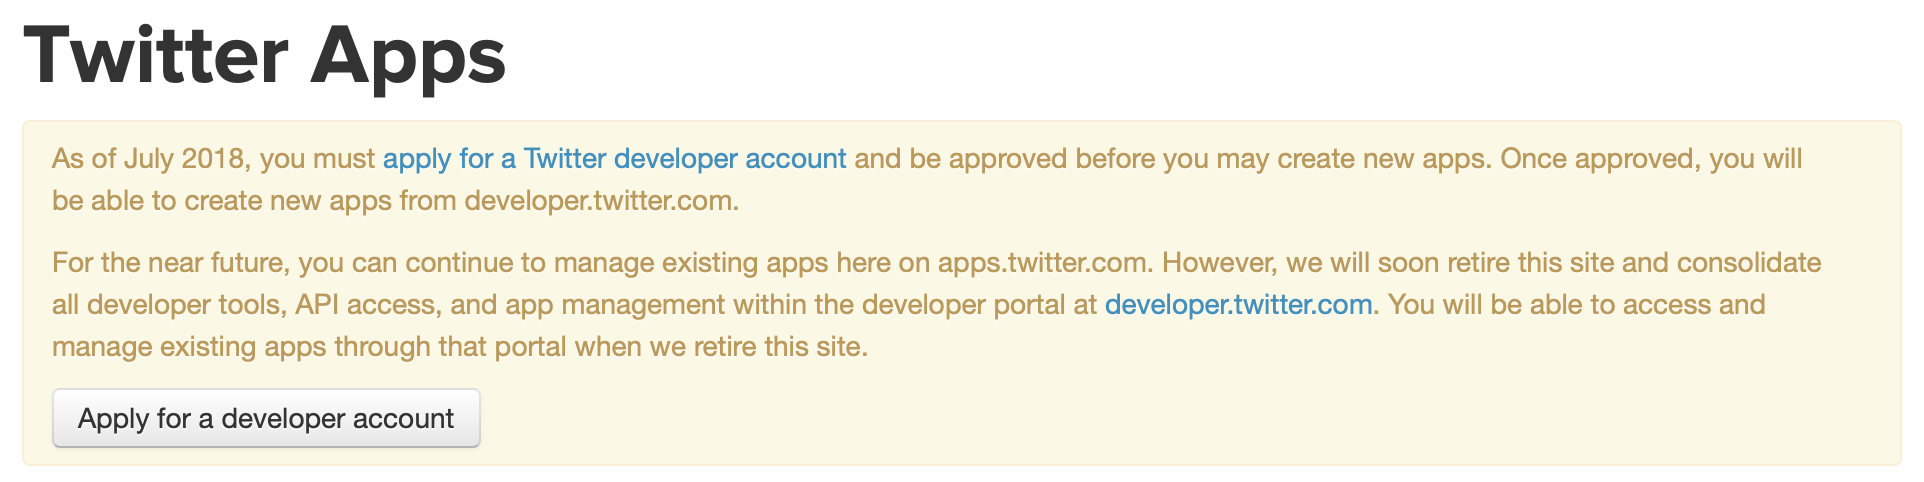 Twitter Apps
As of July 2018, you must apply for a Twitter developer account and be approved before you may create new apps. Once approved, you will
be able to create new apps from developer.twitter.com.
For the near future, you can continue to manage existing apps here on apps.twitter.com. However, we will soon retire this site and consolidate
all developer tools, API access, and app management within the developer portal at developer.twitter.com. You will be able to access and
manage existing apps through that portal when we retire this site.
Apply for a developer account